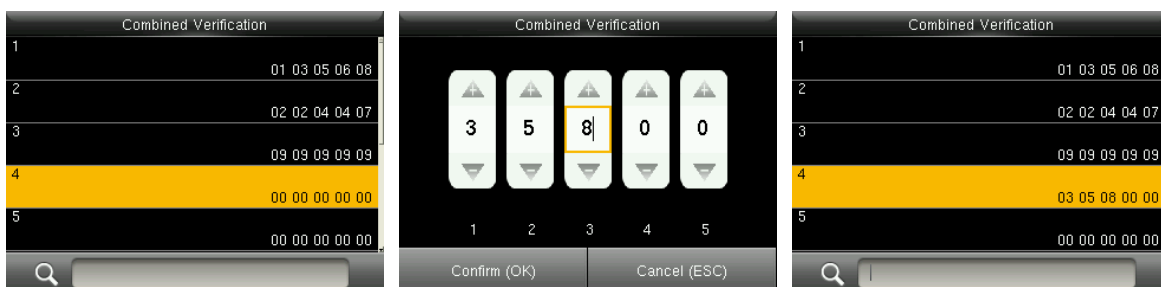 Combined Verification
1
01 03 05 06 08
2
02 02 04 04 07
3
09 09 09 09 09
4
00 00 00 00 00
5
00 00 00 00 00
Combined Verification
3 5 8 0 0
1 2 3 4 5
Confirm (OK) Cancel (ESC)
Combined Verification
1
01 03 05 06 08
2
02 02 04 04 07
3
09 09 09 09 09
4
03 05 08 00 00
5
00 00 00 00 00